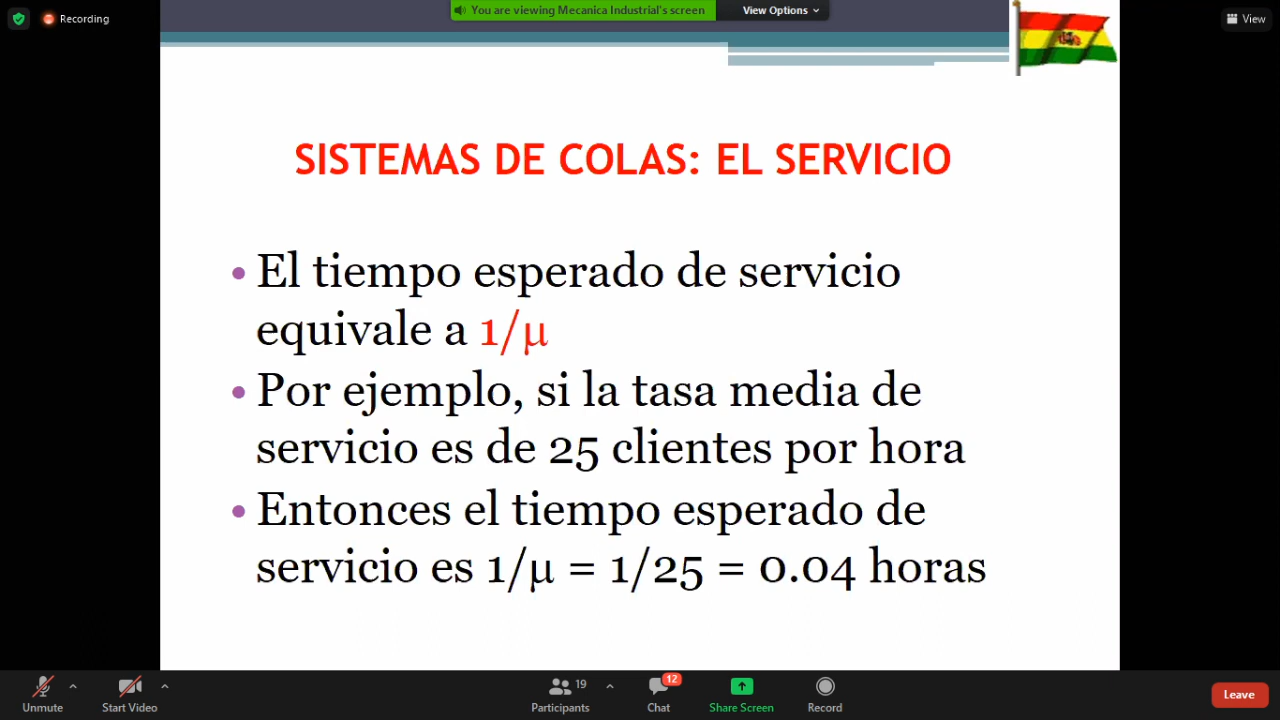 Recording
You are viewing Mecanica Industrial's screen
View Options
View
SISTEMAS DE COLAS: EL SERVICIO
• El tiempo esperado de servicio
equivale a 1/μ
• Por ejemplo, si la tasa media de
servicio es de 25 clientes por hora
• Entonces el tiempo esperado de
servicio es 1/μ = 1/25 = 0.04 horas
Unmute
Start Video
19
Participants
12
Chat
Share Screen
Record
Leave